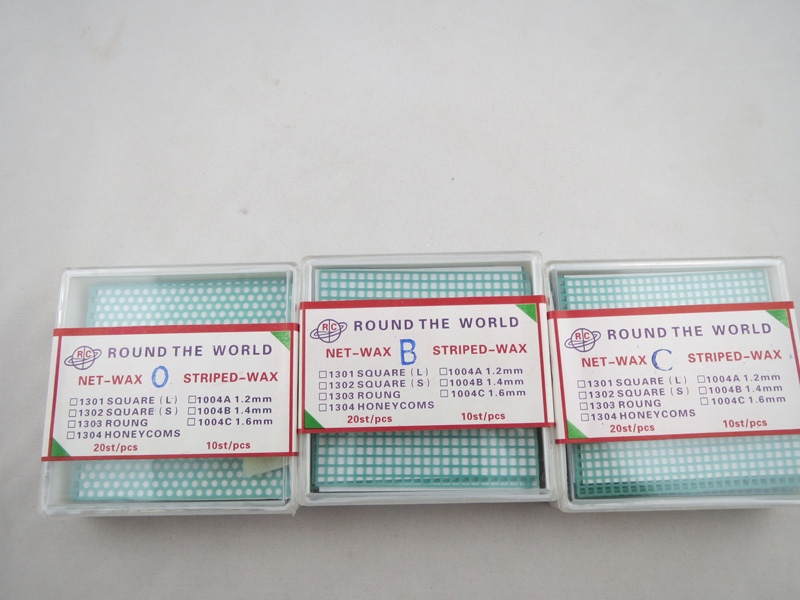 RC
ROUND THE WORLD
NET-WAX O STRIPED-WAX
□1301 SQUARE (L) □1004A 1.2mm
□1302 SQUARE (S) □1004B 1.4mm
□1303 ROUNG □1004C 1.6mm
□1304 HONEYCOMS
20st/pcs 10st/pcs
RC
ROUND THE WORLD
NET-WAX B STRIPED-WAX
□1301 SQUARE (L) □1004A 1.2mm
□1302 SQUARE (S) □1004B 1.4mm
□1303 ROUNG □1004C 1.6mm
□1304 HONEYCOMS
20st/pcs 10st/pcs
RC
ROUND THE WORLD
NET-WAX C STRIPED-WAX
□1301 SQUARE (L) □1004A 1.2mm
□1302 SQUARE (S) □1004B 1.4mm
□1303 ROUNG □1004C 1.6mm
□1304 HONEYCOMS
20st/pcs 10st/pcs